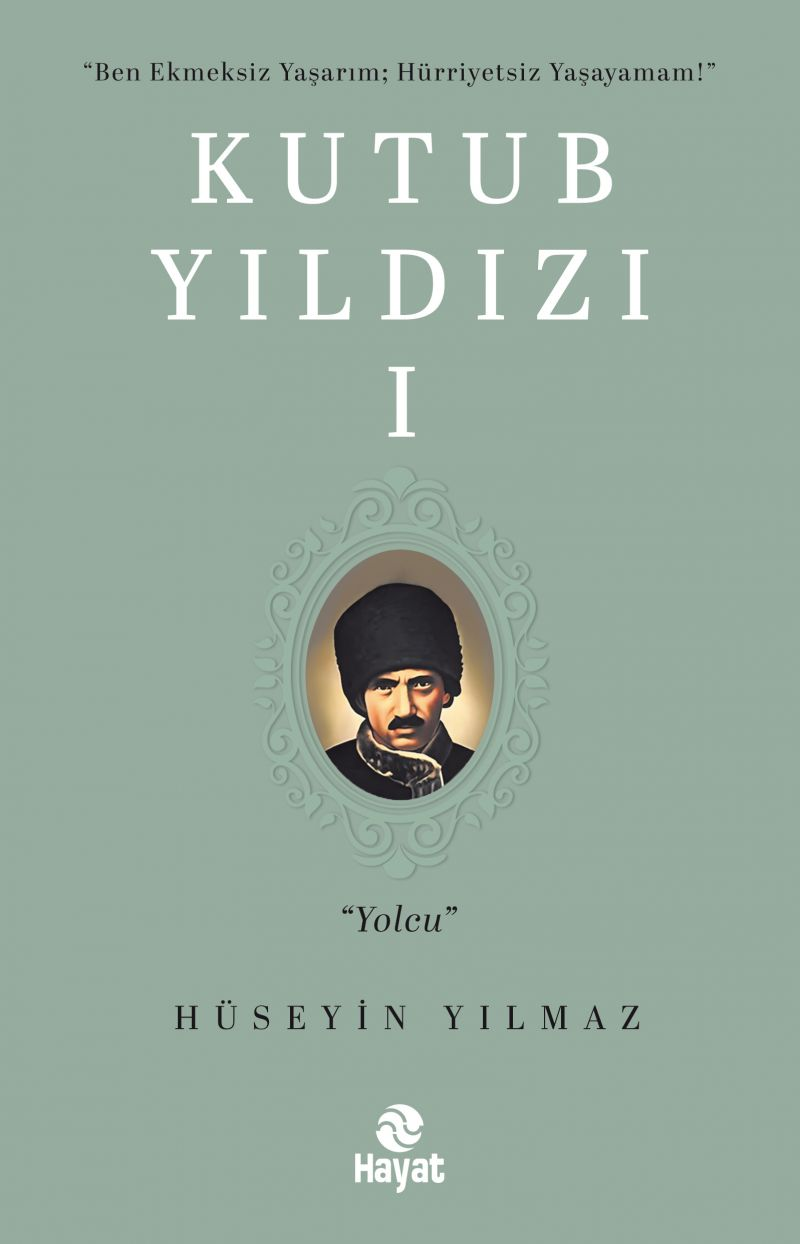 “Ben Ekmeksiz Yaşarım; Hürriyetsiz Yaşayamam!”
KUTUB
YILDIZI
I
“Yolcu”
HÜSEYİN YILMAZ
Hayat